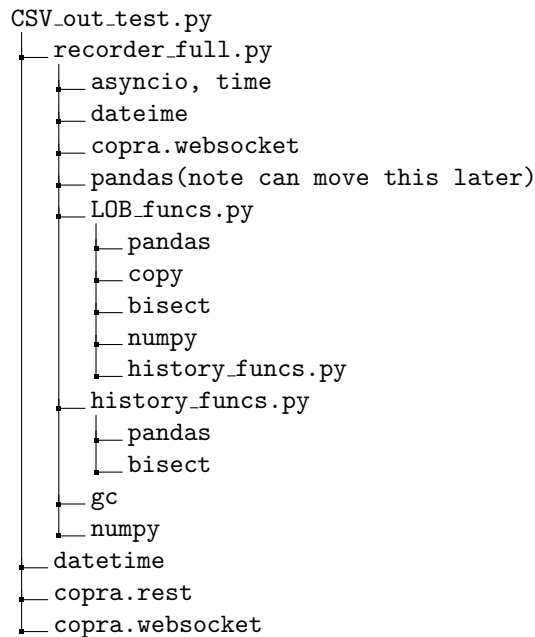 CSV_out_test.py
recorder_full.py
asyncio, time
dateime
copra.websocket
pandas(note can move this later)
LOB_funcs.py
pandas
copy
bisect
numpy
history_funcs.py
history_funcs.py
pandas
bisect
gc
numpy
datetime
copra.rest
copra.websocket